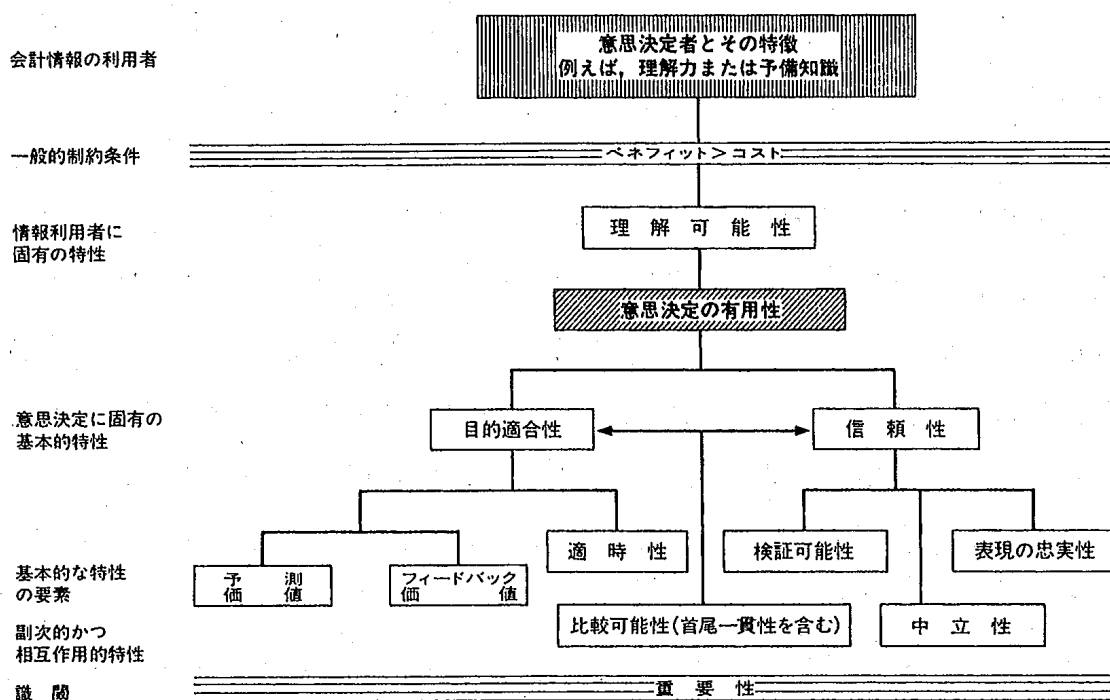 会計情報の利用者
意思決定者とその特徴
例えば，理解力または予備知識
一般的制約条件
ベネフィット＞コスト
情報利用者に
固有の特性
理解可能性
意思決定の有用性
意思決定に固有の
基本的特性
目的適合性
信頼性
適時性
検証可能性
表現の忠実性
基本的な特性
の要素
予測
価値
フィードバック
価値
副次的かつ
相互作用的特性
比較可能性(首尾一貫性を含む)
中立性
識閾
重要性